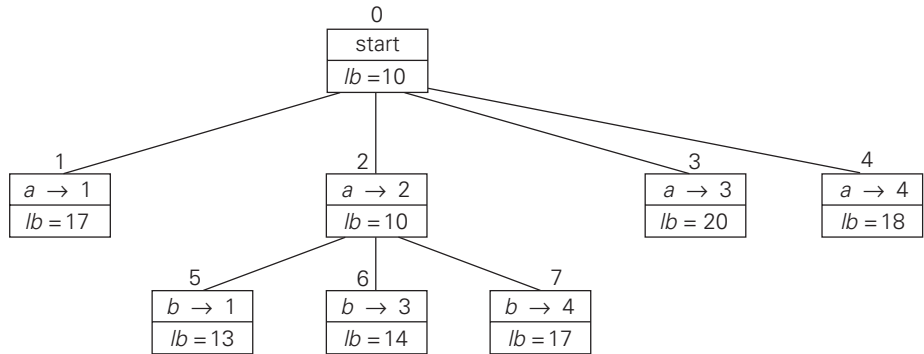 0
start
lb = 10
1
2
3
4
a → 1
a → 2
a → 3
a → 4
lb = 17
lb = 10
lb = 20
lb = 18
5
6
7
b → 1
b → 3
b → 4
lb = 13
lb = 14
lb = 17